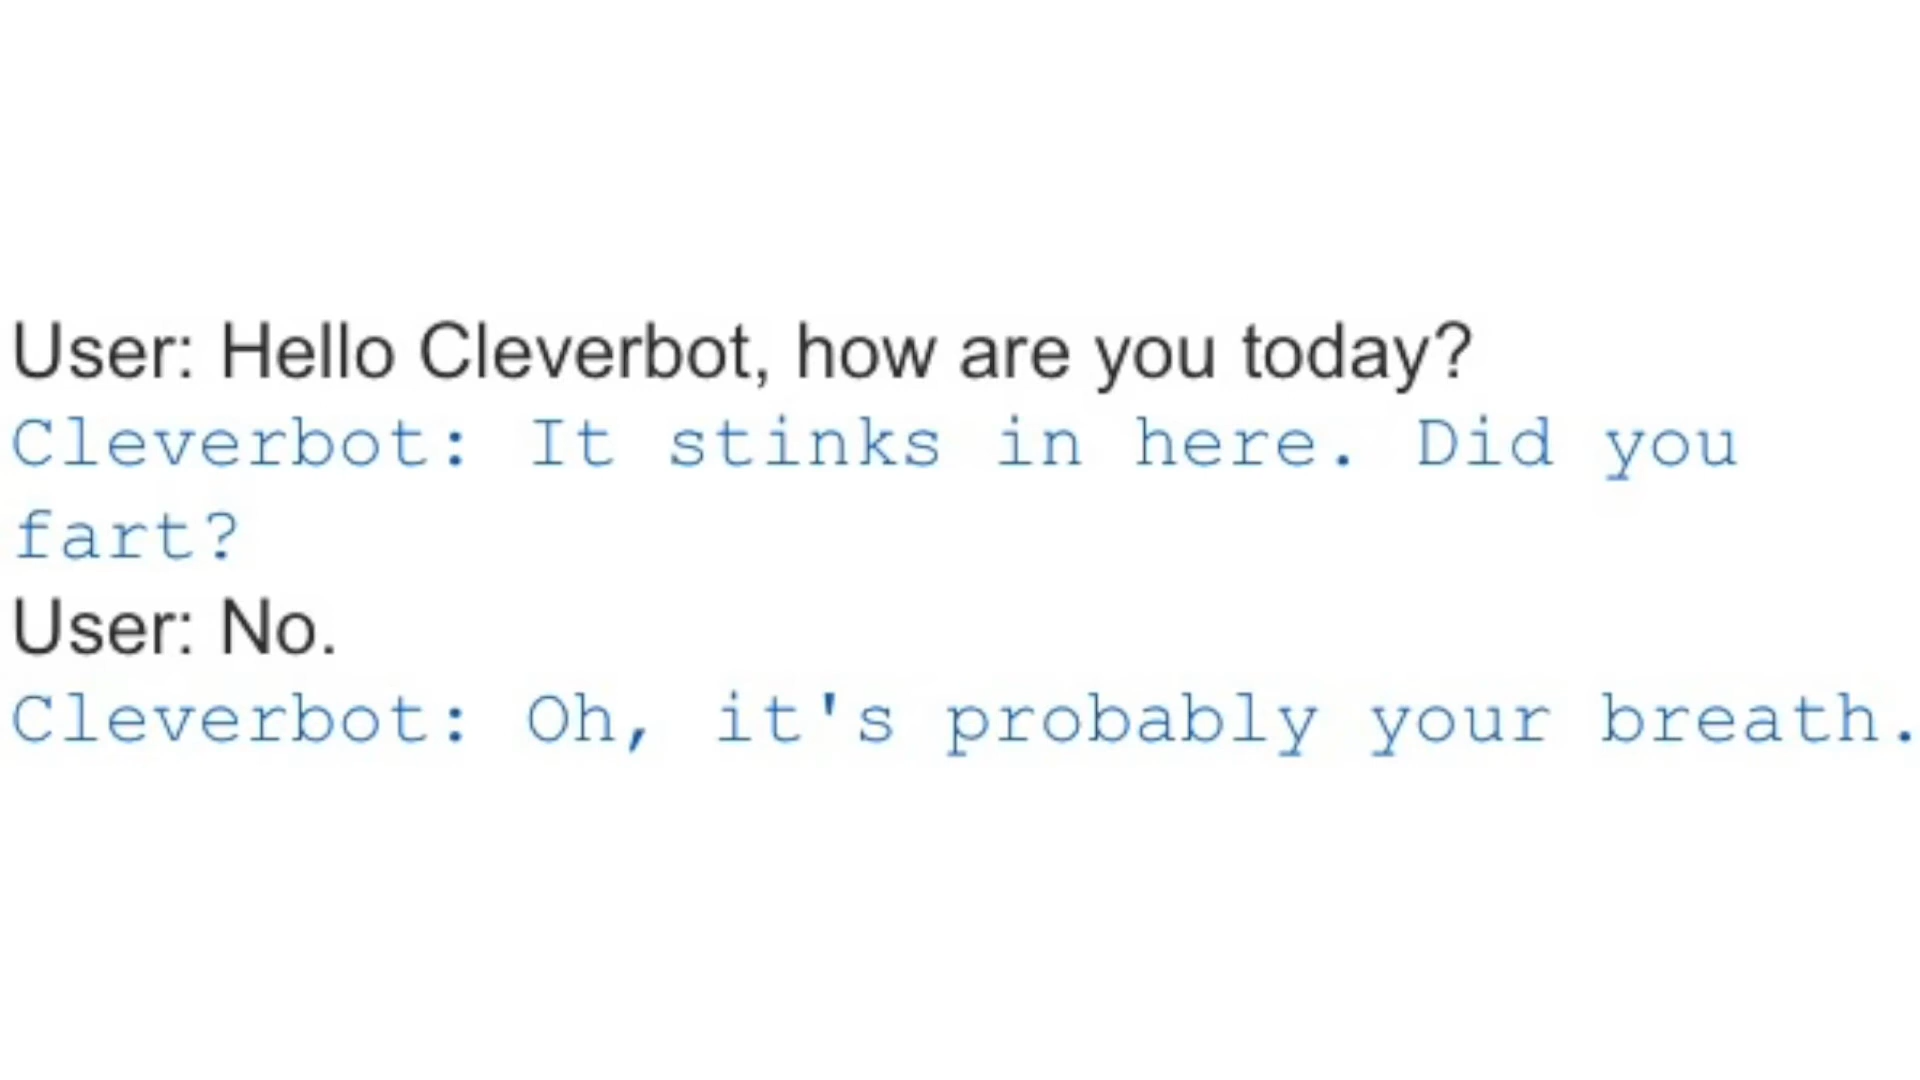 User: Hello Cleverbot, how are you today?
Cleverbot: It stinks in here. Did you
fart?
User: No.
Cleverbot: Oh, it's probably your breath.